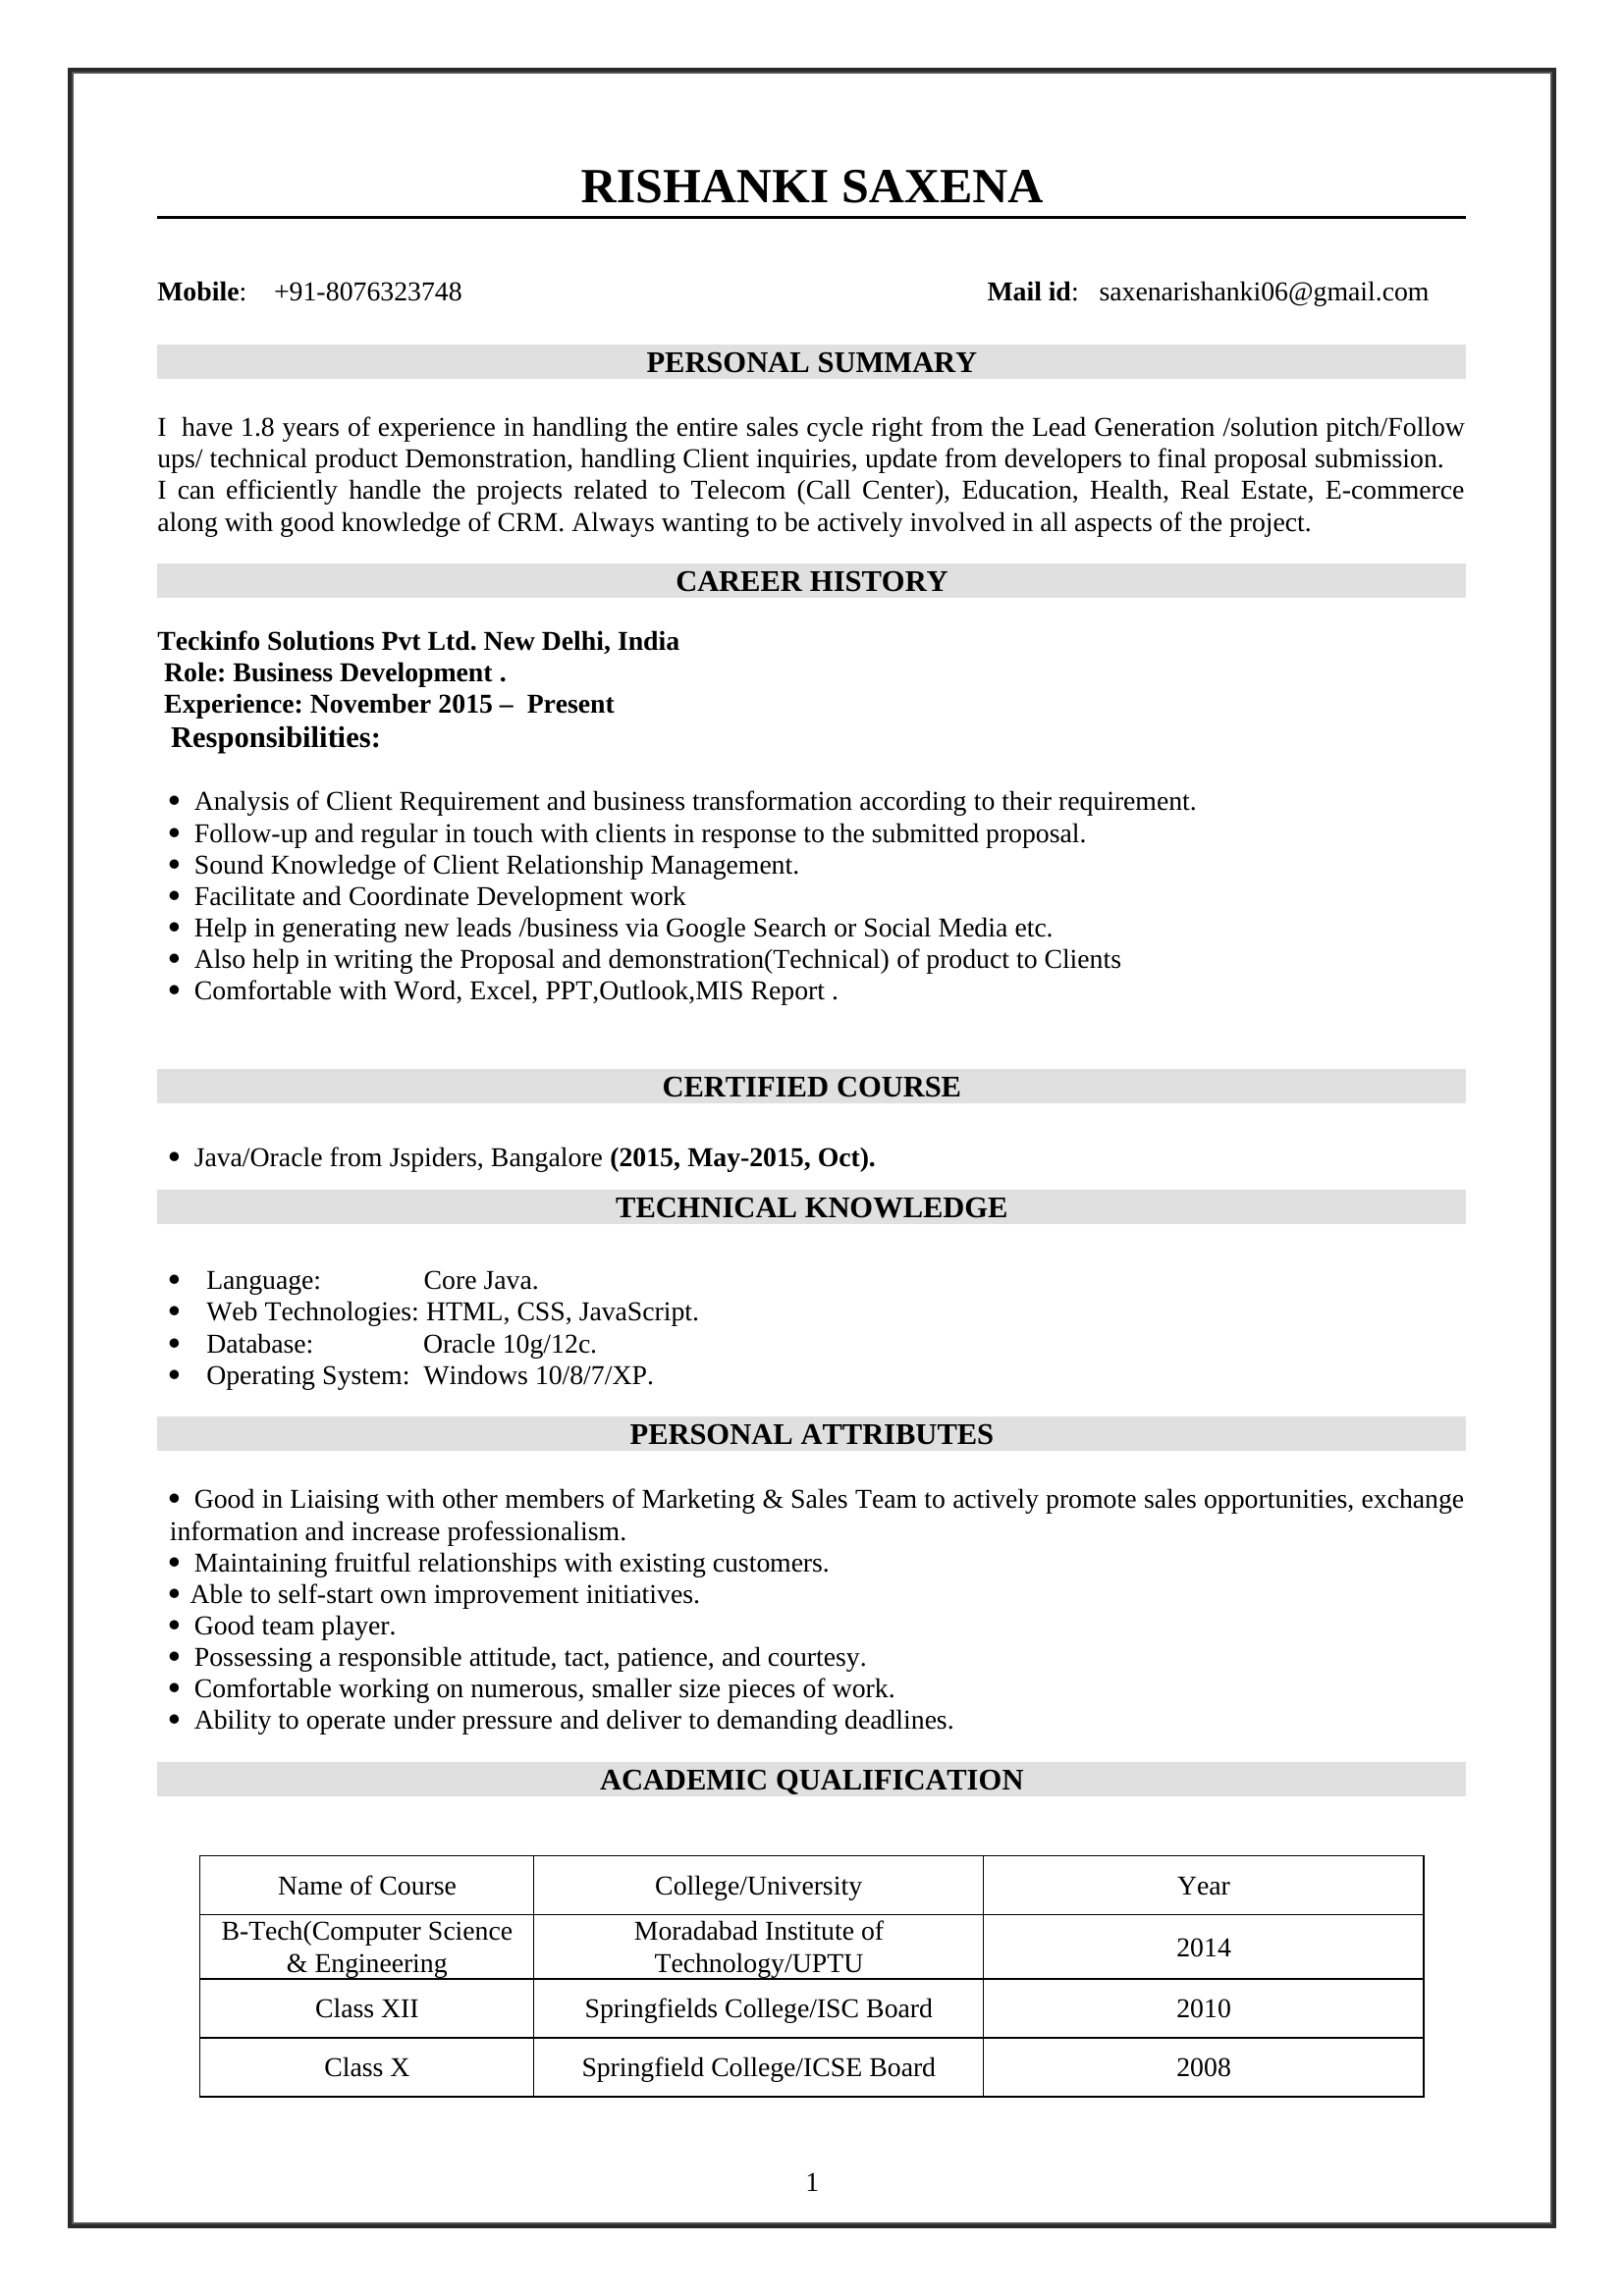 RISHANKI SAXENA
Mobile: +91-8076323748 Mail id: saxenarishanki06@gmail.com
PERSONAL SUMMARY
I have 1.8 years of experience in handling the entire sales cycle right from the Lead Generation /solution pitch/Follow
ups/ technical product Demonstration, handling Client inquiries, update from developers to final proposal submission.
I can efficiently handle the projects related to Telecom (Call Center), Education, Health, Real Estate, E-commerce
along with good knowledge of CRM. Always wanting to be actively involved in all aspects of the project.
CAREER HISTORY
Teckinfo Solutions Pvt Ltd. New Delhi, India
Role: Business Development .
Experience: November 2015 – Present
Responsibilities:
• Analysis of Client Requirement and business transformation according to their requirement.
• Follow-up and regular in touch with clients in response to the submitted proposal.
• Sound Knowledge of Client Relationship Management.
• Facilitate and Coordinate Development work
• Help in generating new leads /business via Google Search or Social Media etc.
• Also help in writing the Proposal and demonstration(Technical) of product to Clients
• Comfortable with Word, Excel, PPT,Outlook,MIS Report .
CERTIFIED COURSE
• Java/Oracle from Jspiders, Bangalore (2015, May-2015, Oct).
TECHNICAL KNOWLEDGE
• Language: Core Java.
• Web Technologies: HTML, CSS, JavaScript.
• Database: Oracle 10g/12c.
• Operating System: Windows 10/8/7/XP.
PERSONAL ATTRIBUTES
• Good in Liaising with other members of Marketing & Sales Team to actively promote sales opportunities, exchange
information and increase professionalism.
• Maintaining fruitful relationships with existing customers.
• Able to self-start own improvement initiatives.
• Good team player.
• Possessing a responsible attitude, tact, patience, and courtesy.
• Comfortable working on numerous, smaller size pieces of work.
• Ability to operate under pressure and deliver to demanding deadlines.
ACADEMIC QUALIFICATION
Name of Course College/University Year
B-Tech(Computer Science Moradabad Institute of
& Engineering Technology/UPTU 2014
Class XII Springfields College/ISC Board 2010
Class X Springfield College/ICSE Board 2008
1